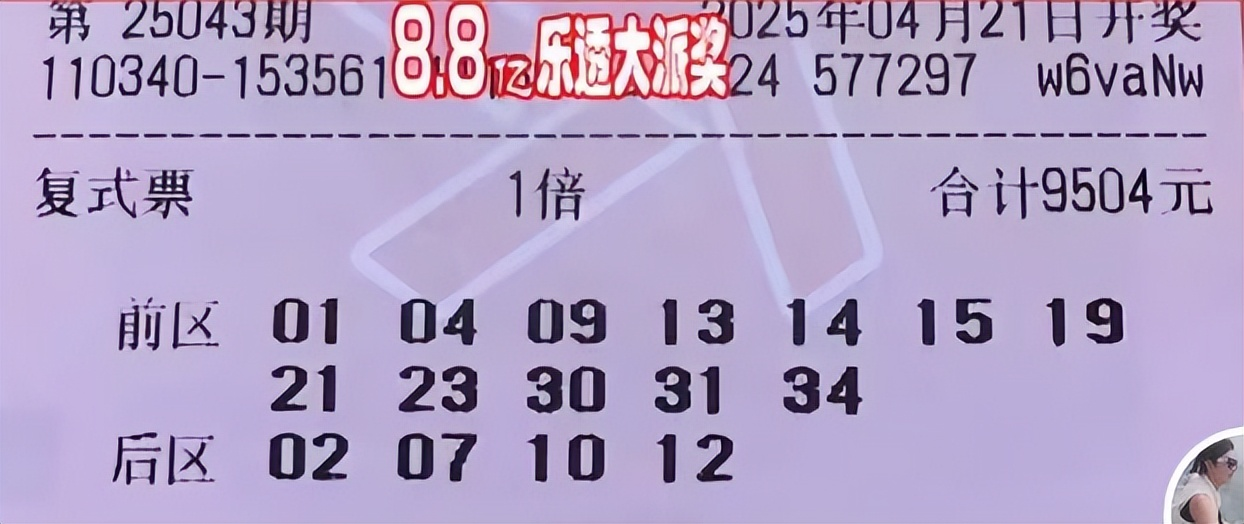 第 25043期 2025年04月21日开奖
8.8亿乐透大派奖
110340-153561 24 577297 w6vaNw
复式票 1倍 合计9504元
前区 01 04 09 13 14 15 19
21 23 30 31 34
后区 02 07 10 12